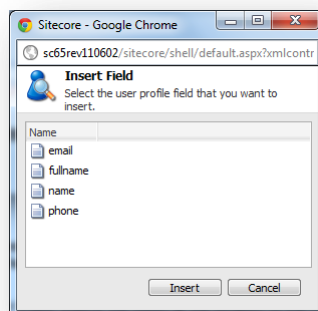 Sitecore - Google Chrome
sc65rev110602/sitecore/shell/default.aspx?xmlcontr
Insert Field
Select the user profile field that you want to
insert.
Name
email
fullname
name
phone
Insert Cancel